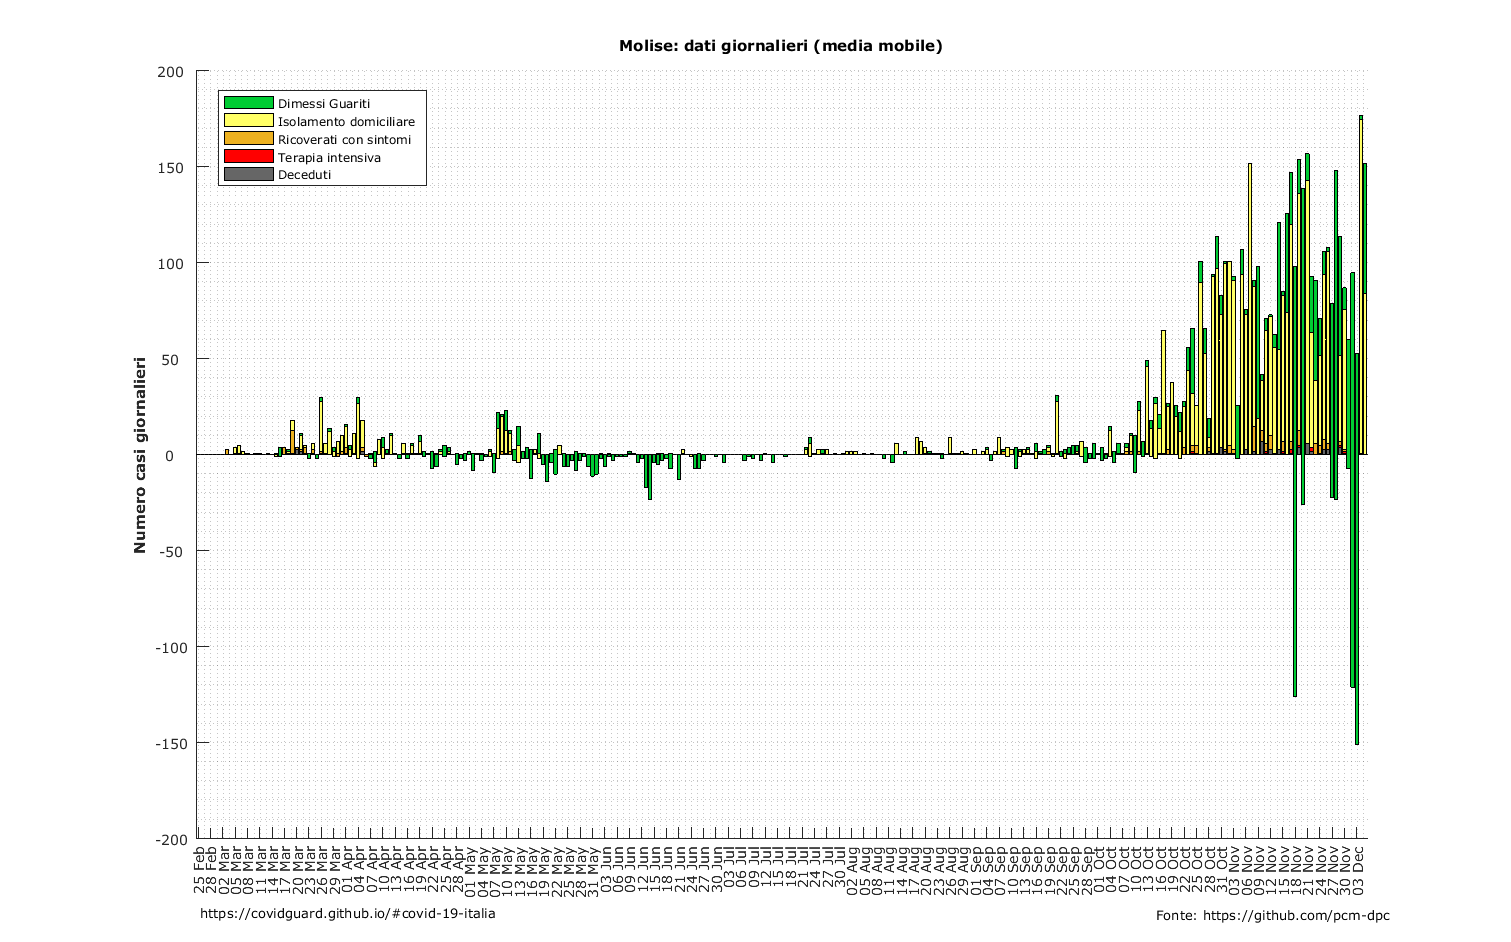 Molise: dati giornalieri (media mobile)
Dimessi Guariti
Isolamento domiciliare
Ricoverati con sintomi
Terapia intensiva
Deceduti
Numero casi giornalieri
200
150
100
50
0
-50
-100
-150
-200
25 Feb
28 Feb
02 Mar
05 Mar
08 Mar
11 Mar
14 Mar
17 Mar
20 Mar
23 Mar
26 Mar
29 Mar
01 Apr
04 Apr
07 Apr
10 Apr
13 Apr
16 Apr
19 Apr
22 Apr
25 Apr
28 Apr
01 May
04 May
07 May
10 May
13 May
16 May
19 May
22 May
25 May
28 May
31 May
03 Jun
06 Jun
09 Jun
12 Jun
15 Jun
18 Jun
21 Jun
24 Jun
27 Jun
30 Jun
03 Jul
06 Jul
09 Jul
12 Jul
15 Jul
18 Jul
21 Jul
24 Jul
27 Jul
30 Jul
02 Aug
05 Aug
08 Aug
11 Aug
14 Aug
17 Aug
20 Aug
23 Aug
26 Aug
29 Aug
01 Sep
04 Sep
07 Sep
10 Sep
13 Sep
16 Sep
19 Sep
22 Sep
25 Sep
28 Sep
01 Oct
04 Oct
07 Oct
10 Oct
13 Oct
16 Oct
19 Oct
22 Oct
25 Oct
28 Oct
31 Oct
03 Nov
06 Nov
09 Nov
12 Nov
15 Nov
18 Nov
21 Nov
24 Nov
27 Nov
30 Nov
03 Dec
https://covidguard.github.io/#covid-19-italia
Fonte: https://github.com/pcm-dpc